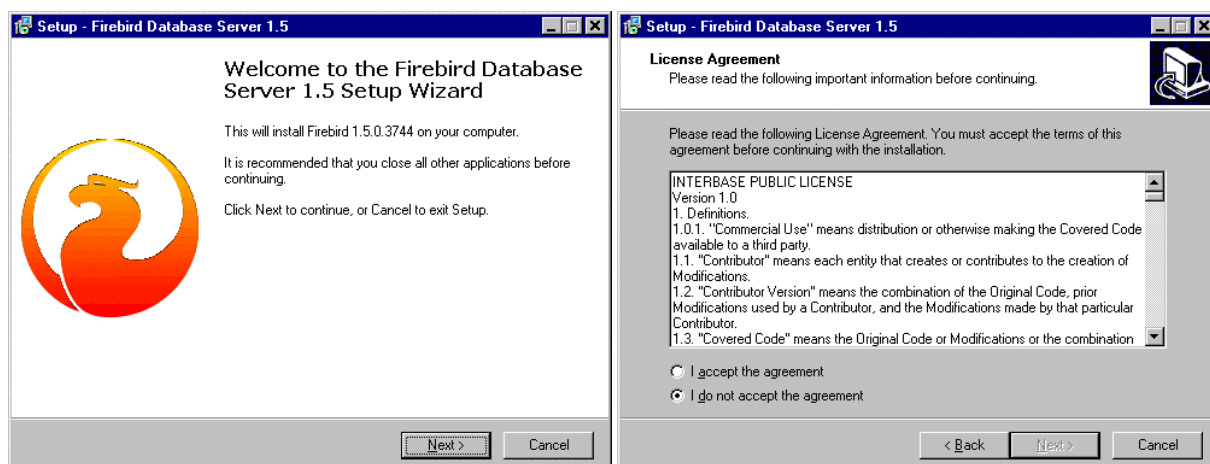 Setup - Firebird Database Server 1.5
Welcome to the Firebird Database
Server 1.5 Setup Wizard
This will install Firebird 1.5.0.3744 on your computer.
It is recommended that you close all other applications before
continuing.
Click Next to continue, or Cancel to exit Setup.
Next >
Cancel
Setup - Firebird Database Server 1.5
License Agreement
Please read the following important information before continuing.
Please read the following License Agreement. You must accept the terms of this
agreement before continuing with the installation.
INTERBASE PUBLIC LICENSE
Version 1.0
1. Definitions.
1.0.1. "Commercial Use" means distribution or otherwise making the Covered Code
available to a third party.
1.1. "Contributor" means each entity that creates or contributes to the creation of
Modifications.
1.2. "Contributor Version" means the combination of the Original Code, prior
Modifications used by a Contributor, and the Modifications made by that particular
Contributor.
1.3. "Covered Code" means the Original Code or Modifications or the combination
I accept the agreement
I do not accept the agreement
< Back
Next >
Cancel